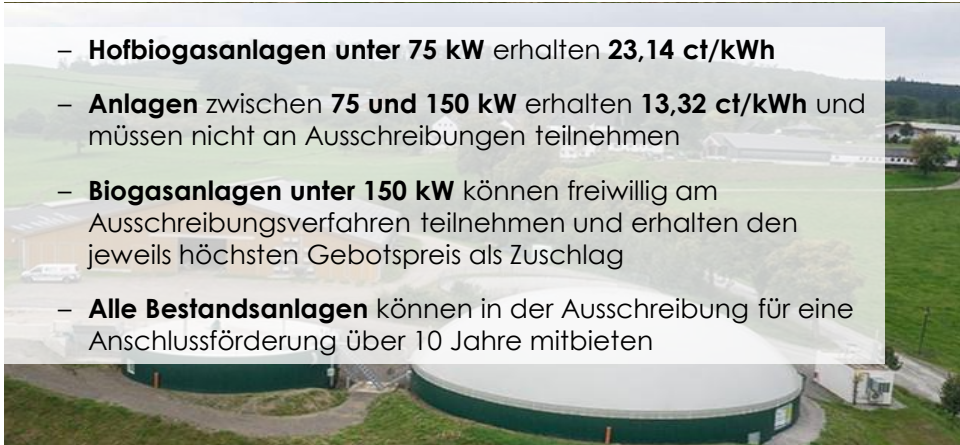 – Hofbiogasanlagen unter 75 kW erhalten 23,14 ct/kWh
– Anlagen zwischen 75 und 150 kW erhalten 13,32 ct/kWh und
müssen nicht an Ausschreibungen teilnehmen
– Biogasanlagen unter 150 kW können freiwillig am
Ausschreibungsverfahren teilnehmen und erhalten den
jeweils höchsten Gebotspreis als Zuschlag
– Alle Bestandsanlagen können in der Ausschreibung für eine
Anschlussförderung über 10 Jahre mitbieten